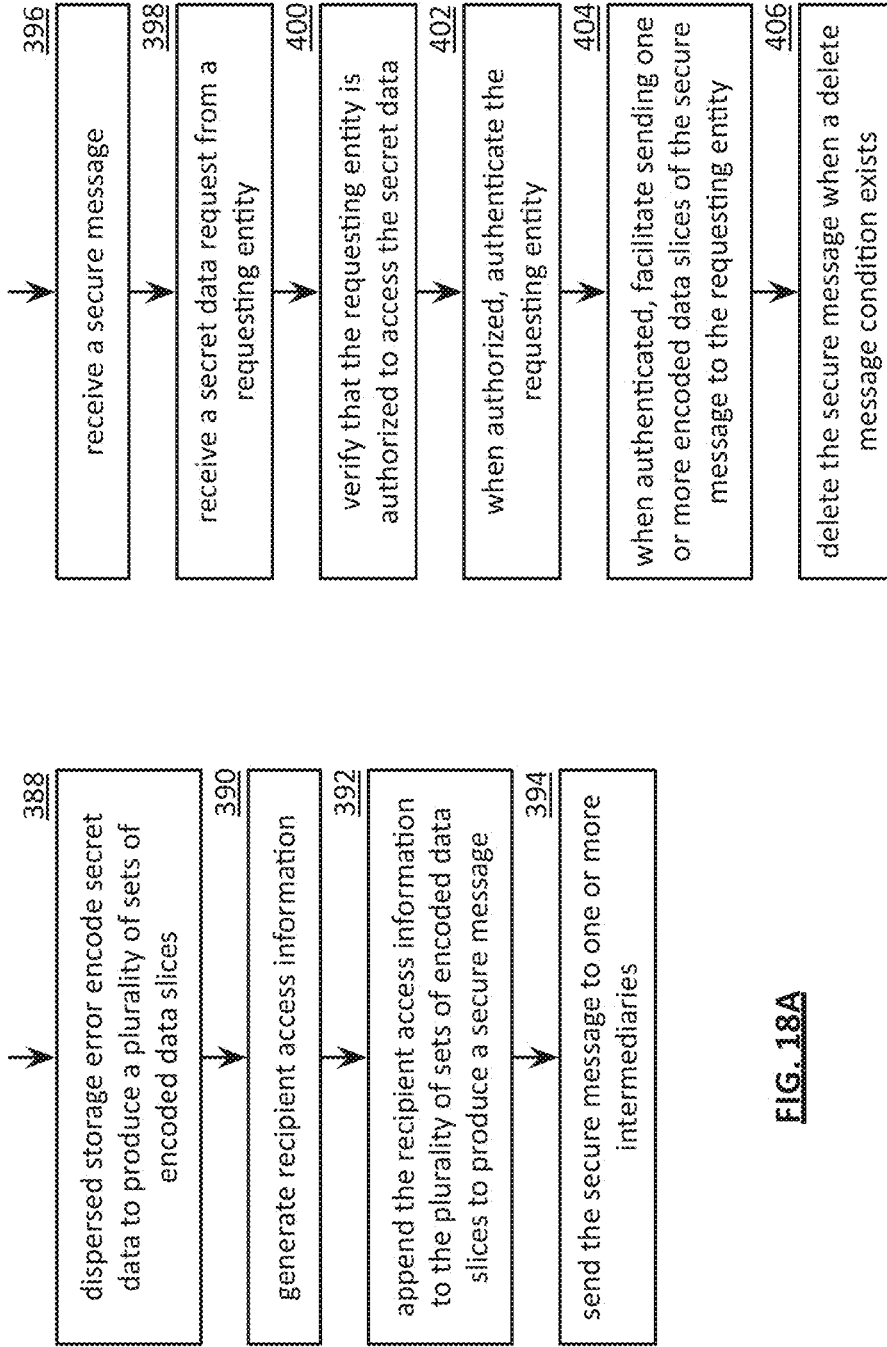 388
dispersed storage error encode secret
data to produce a plurality of sets of
encoded data slices
390
generate recipient access information
392
append the recipient access information
to the plurality of sets of encoded data
slices to produce a secure message
394
send the secure message to one or more
intermediaries
FIG. 18A
396
receive a secure message
398
receive a secret data request from a
requesting entity
400
verify that the requesting entity is
authorized to access the secret data
402
when authorized, authenticate the
requesting entity
404
when authenticated, facilitate sending one
or more encoded data slices of the secure
message to the requesting entity
406
delete the secure message when a delete
message condition exists